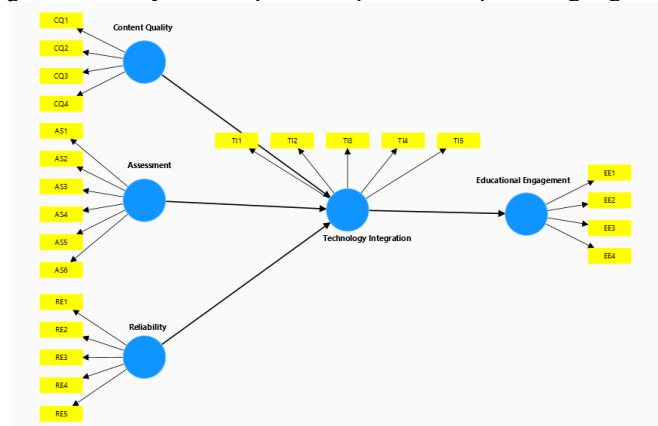 CQ1
Content Quality
CQ2
CQ3
CQ4
AS1
AS2
Assessment
AS3
AS4
AS5
AS6
TI1
TI2
TI3
TI4
TI5
Technology Integration
Educational Engagement
EE1
EE2
EE3
EE4
RE1
RE2
Reliability
RE3
RE4
RE5